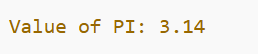 Value of PI: 3.14